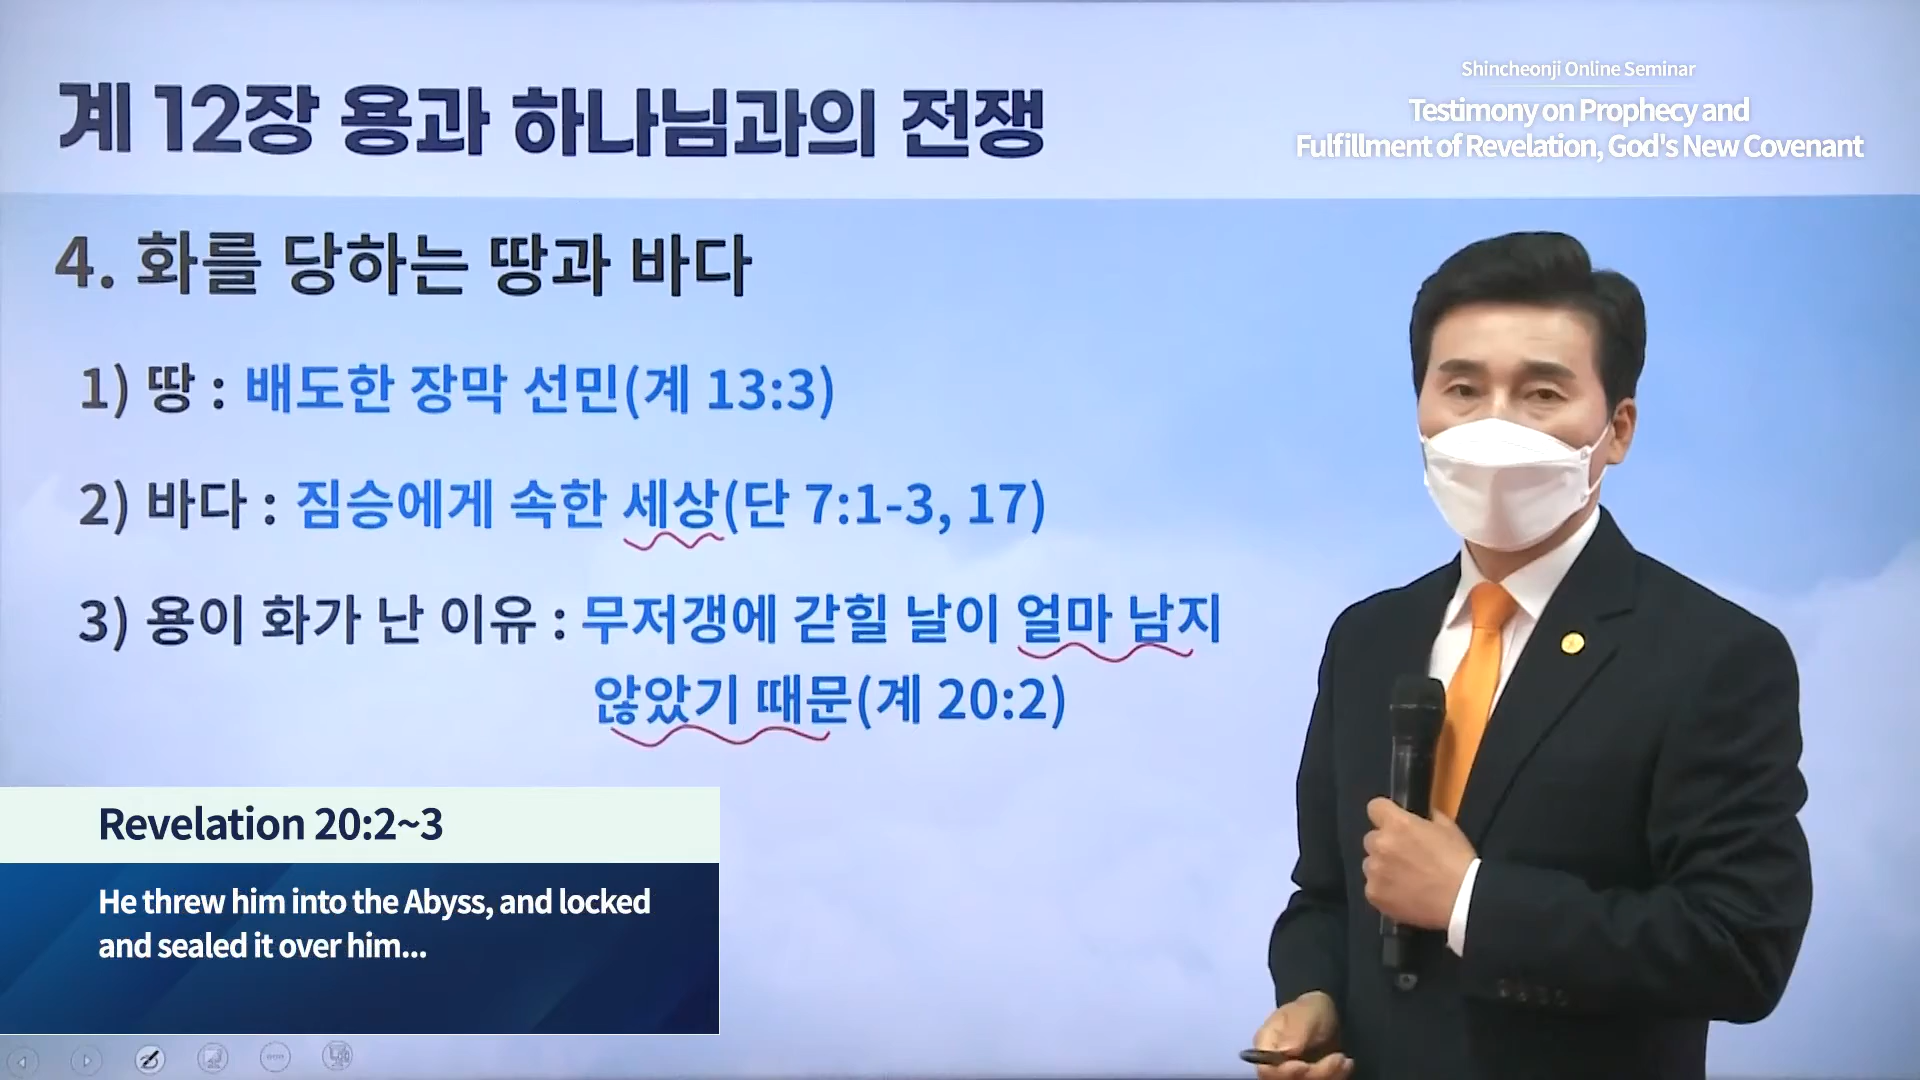 계 12장 용과 하나님과의 전쟁
Shincheonji Online Seminar
Testimony on Prophecy and
Fulfillment of Revelation, God's New Covenant
4. 화를 당하는 땅과 바다
1) 땅 : 배도한 장막 선민(계 13:3)
2) 바다 : 짐승에게 속한 세상(단 7:1-3, 17)
3) 용이 화가 난 이유 : 무저갱에 갇힐 날이 얼마 남지
않았기 때문(계 20:2)
Revelation 20:2~3
He threw him into the Abyss, and locked
and sealed it over him...